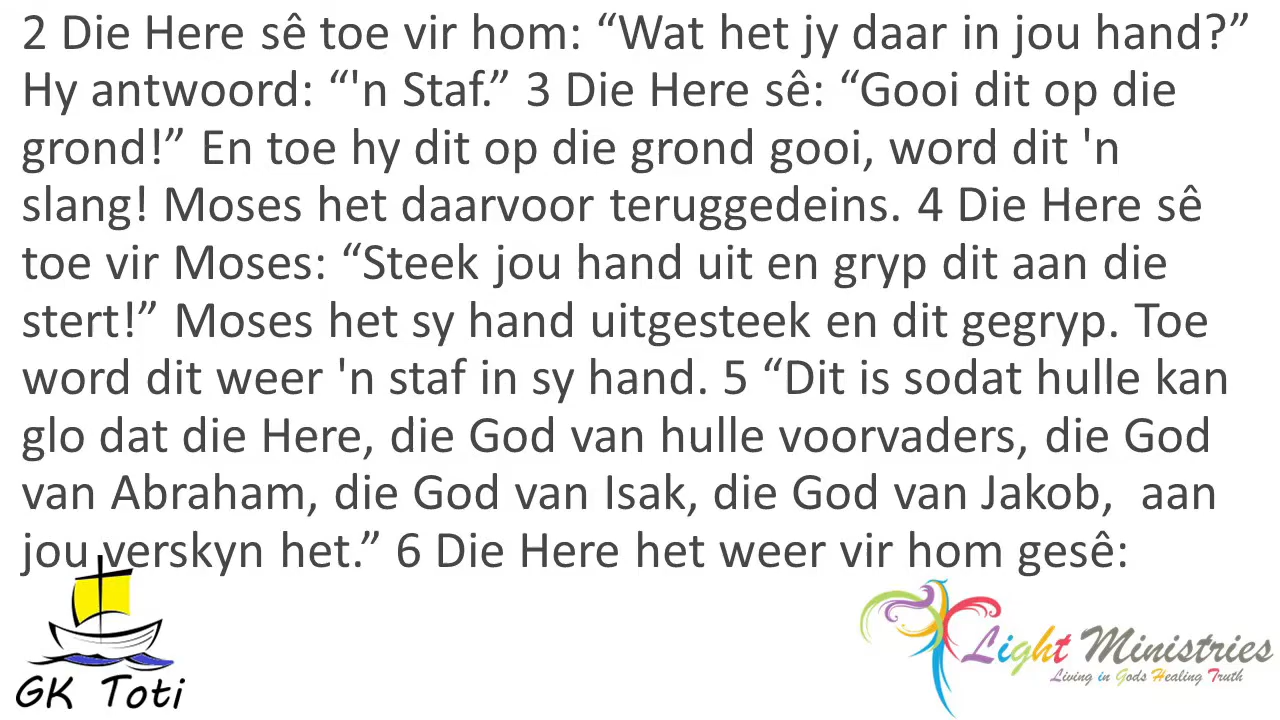 2 Die Here sê toe vir hom: “Wat het jy daar in jou hand?”
Hy antwoord: “'n Staf.” 3 Die Here sê: “Gooi dit op die
grond!” En toe hy dit op die grond gooi, word dit 'n
slang! Moses het daarvoor teruggedeins. 4 Die Here sê
toe vir Moses: “Steek jou hand uit en gryp dit aan die
stert!” Moses het sy hand uitgesteek en dit gegryp. Toe
word dit weer 'n staf in sy hand. 5 “Dit is sodat hulle kan
glo dat die Here, die God van hulle voorvaders, die God
van Abraham, die God van Isak, die God van Jakob,  aan
jou verskyn het.” 6 Die Here het weer vir hom gesê:
GK Toti
Light Ministries
Living in Gods Healing Truth